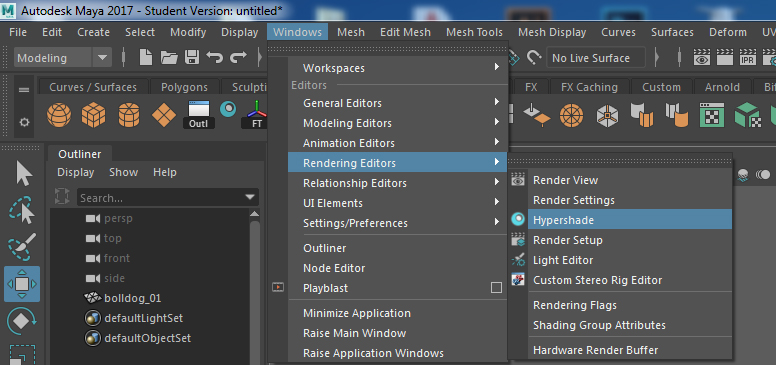 Autodesk Maya 2017 - Student Version: untitled*
File Edit Create Select Modify Display Windows Mesh Edit Mesh Mesh Tools Mesh Display Curves Surfaces Deform UV
Modeling No Live Surface IPR
Curves / Surfaces Polygons Sculpti FX FX Caching Custom Arnold Bif
Outl FT
Workspaces
Editors
General Editors
Modeling Editors
Animation Editors
Rendering Editors
Relationship Editors
UI Elements
Settings/Preferences
Outliner
Node Editor
Playblast
Minimize Application
Raise Main Window
Raise Application Windows
Render View
Render Settings
Hypershade
Render Setup
Light Editor
Custom Stereo Rig Editor
Rendering Flags
Shading Group Attributes
Hardware Render Buffer
Outliner
Display Show Help
Search...
persp
top
front
side
bolldog_01
defaultLightSet
defaultObjectSet